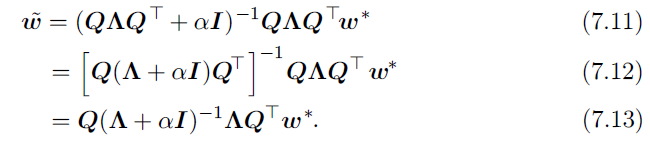 w̃ = (QΛQ⊤ + αI)⁻¹QΛQ⊤w* (7.11)
= [Q(Λ + αI)Q⊤]⁻¹ QΛQ⊤w* (7.12)
= Q(Λ + αI)⁻¹ΛQ⊤w*. (7.13)